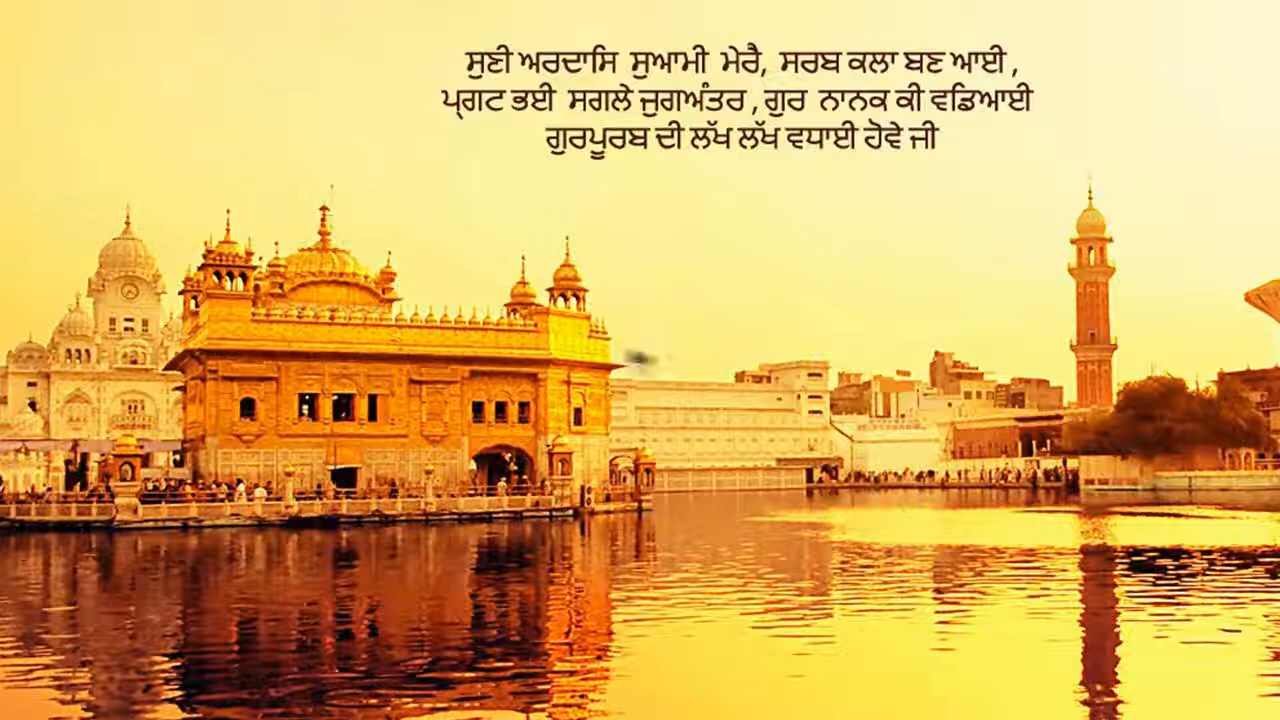 ਸੁਣੀ ਅਰਦਾਸਿ ਸੁਆਮੀ ਮੇਰੈ, ਸਰਬ ਕਲਾ ਬਣ ਆਈ ,
ਪ੍ਰਗਟ ਭਈ ਸਗਲੇ ਜੁਗਅੰਤਰ , ਗੁਰ ਨਾਨਕ ਕੀ ਵਡਿਆਈ
ਗੁਰਪੂਰਬ ਦੀ ਲੱਖ ਲੱਖ ਵਧਾਈ ਹੋਵੇ ਜੀ